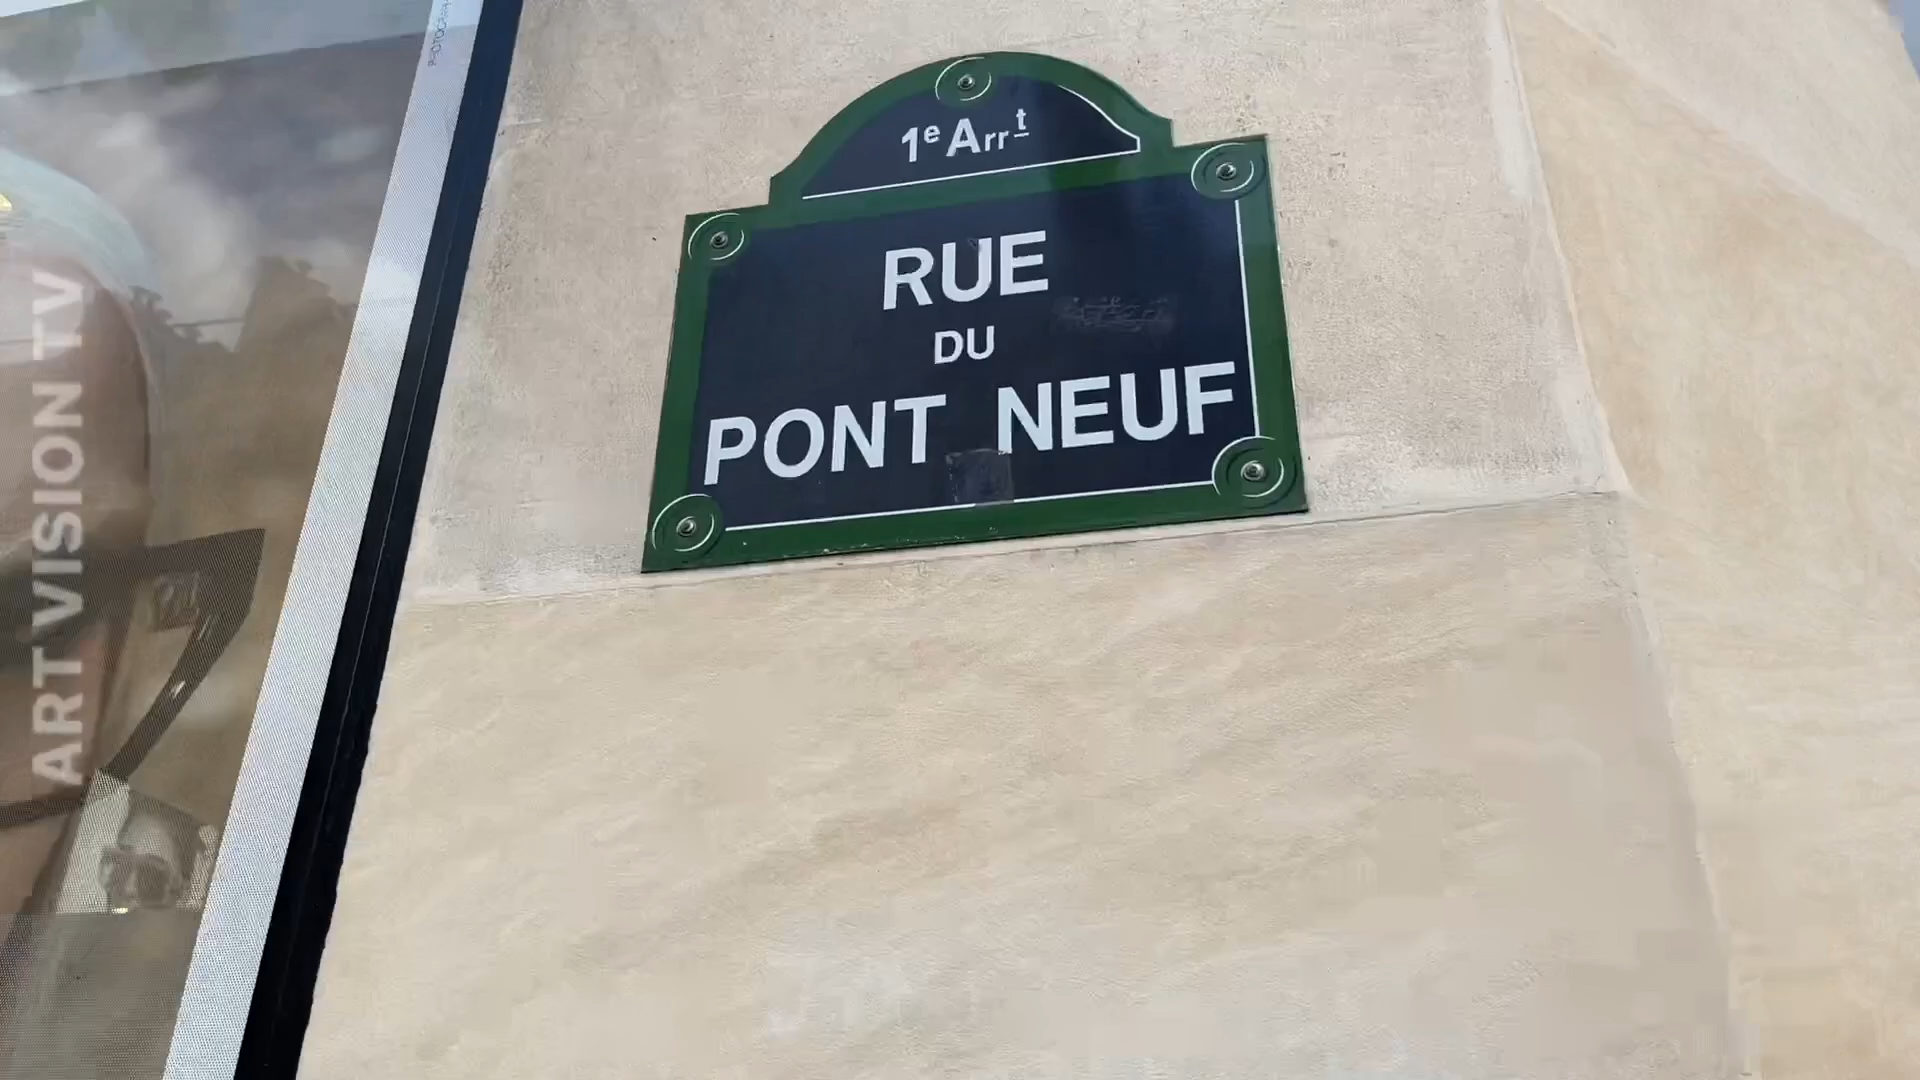 1e Arrt
RUE
DU
PONT NEUF
ARTVISION TV